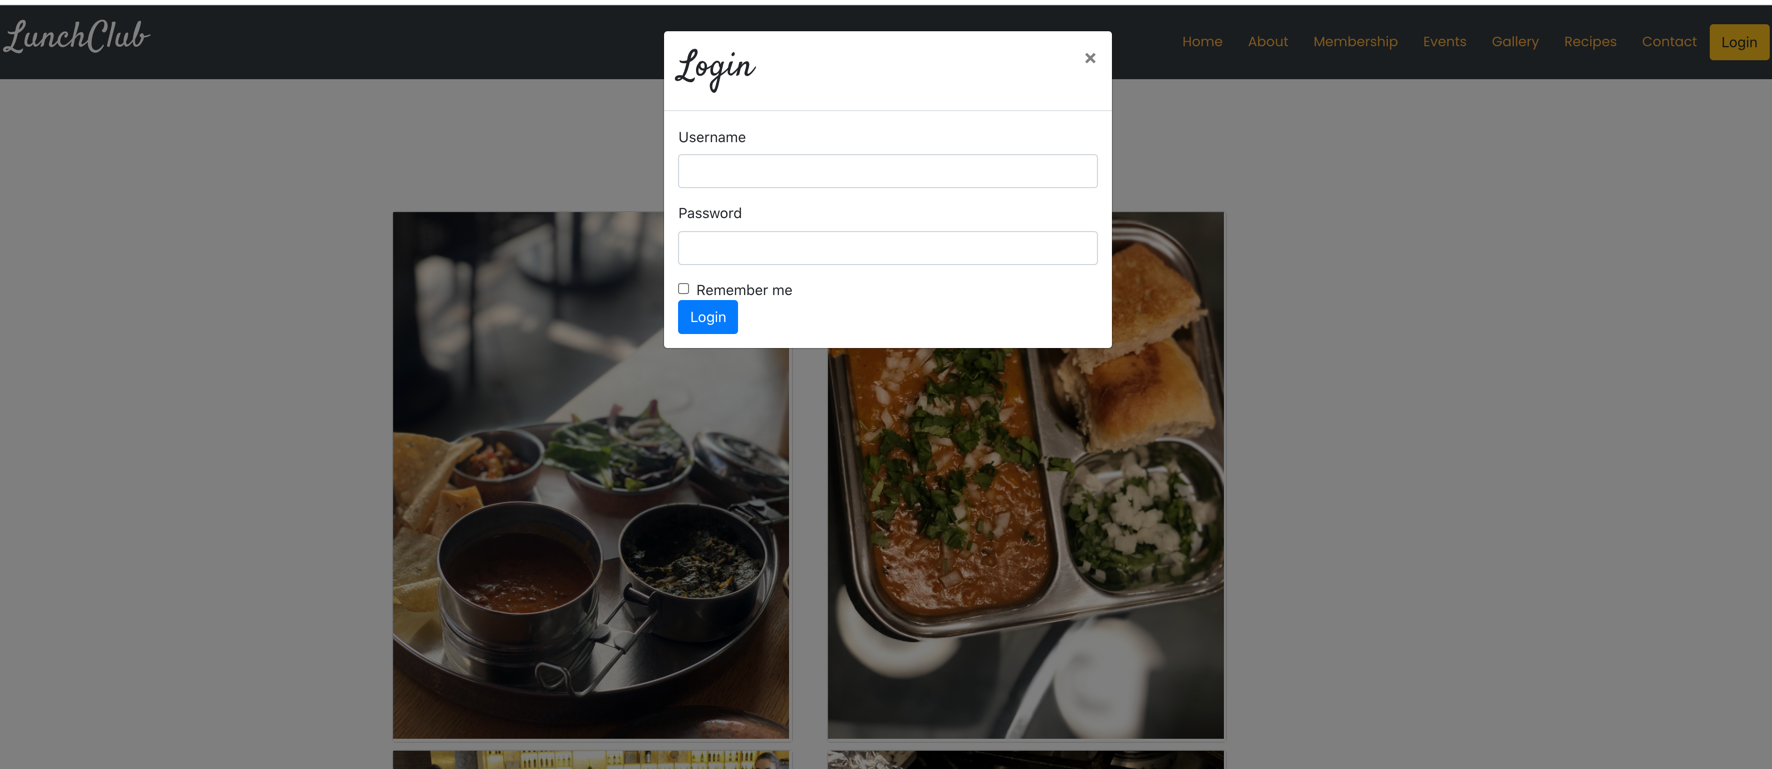 LunchClub
Home About Membership Events Gallery Recipes Contact Login
Login ×
Username
Password
Remember me
Login